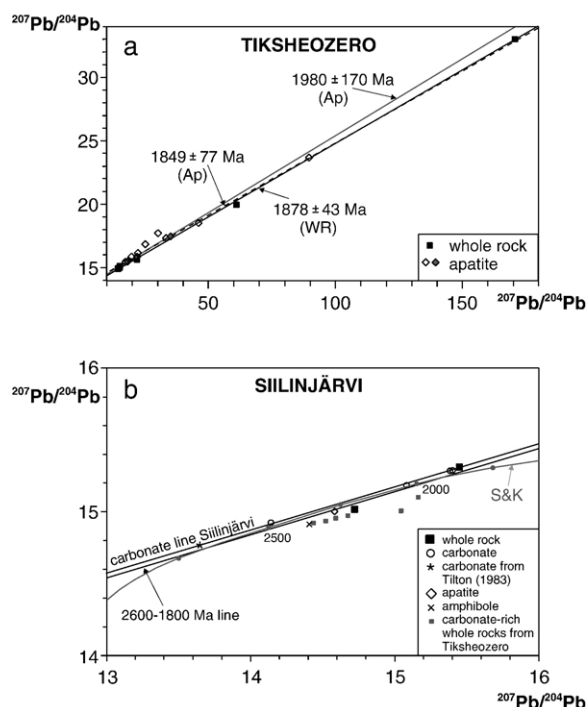 207Pb/204Pb
a
TIKSHEOZERO
30
25
20
15
1980 ± 170 Ma
(Ap)
1849 ± 77 Ma
(Ap)
1878 ± 43 Ma
(WR)
whole rock
apatite
50
100
150
207Pb/204Pb
16
207Pb/204Pb
b
SIILINJÄRVI
15
14
carbonate line Siilinjärvi
2500
2000
S&K
2600-1800 Ma line
whole rock
carbonate
carbonate from
Tilton (1983)
apatite
amphibole
carbonate-rich
whole rocks from
Tiksheozero
13
14
15
16
207Pb/204Pb